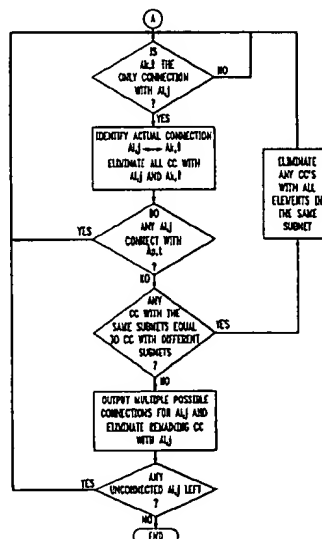 A
IS
Ak,ℓ THE
ONLY CONNECTION
WITH Ai,j
?
NO
YES
IDENTIFY ACTUAL CONNECTION
Ai,j ⟷ Ak,ℓ
ELIMINATE ALL CC WITH
Ai,j AND Ak,ℓ
ELIMINATE
ANY CC'S
WITH ALL
ELEMENTS IN
THE SAME
SUBNET
DO
ANY Ai,j
CONNECT WITH
?
YES
NO
ANY
CC WITH THE
SAME SUBNETS EQUAL
TO CC WITH DIFFERENT
SUBNETS
?
YES
NO
OUTPUT MULTIPLE POSSIBLE
CONNECTIONS FOR Ai,j AND
ELIMINATE REMAINING CC
WITH Ai,j
ANY
UNCONNECTED Ai,j LEFT
?
YES
NO
END